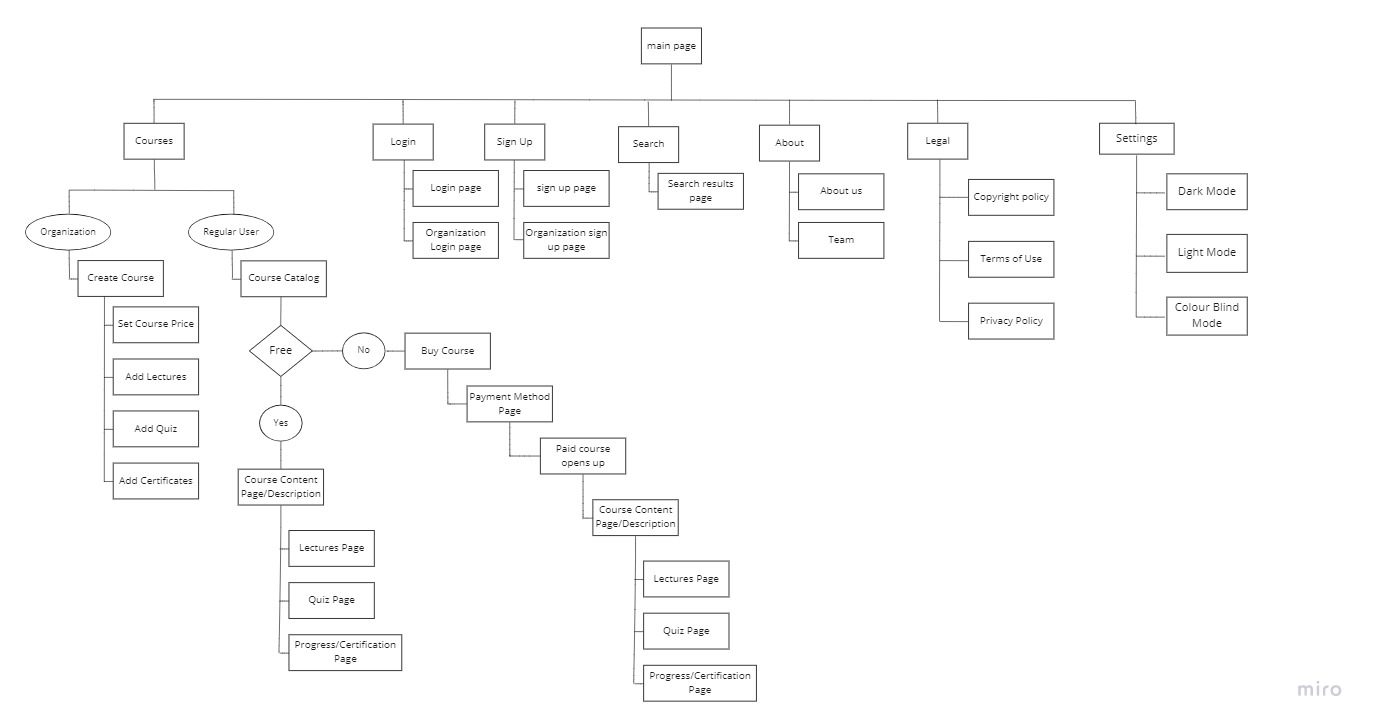 main page
Courses
Login
Sign Up
Search
About
Legal
Settings
Organization
Regular User
Create Course
Set Course Price
Add Lectures
Add Quiz
Add Certificates
Course Catalog
Free
No
Yes
Course Content
Page/Description
Lectures Page
Quiz Page
Progress/Certification
Page
Buy Course
Payment Method
Page
Paid course
opens up
Course Content
Page/Description
Lectures Page
Quiz Page
Progress/Certification
Page
Login page
Organization
Login page
sign up page
Organization sign
up page
Search results
page
About us
Team
Copyright policy
Terms of Use
Privacy Policy
Dark Mode
Light Mode
Colour Blind
Mode
miro